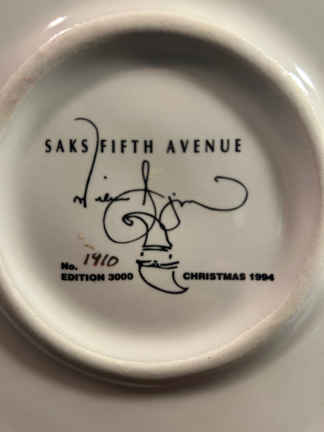 SAKS FIFTH AVENUE
No. 1910
EDITION 3000 CHRISTMAS 1994